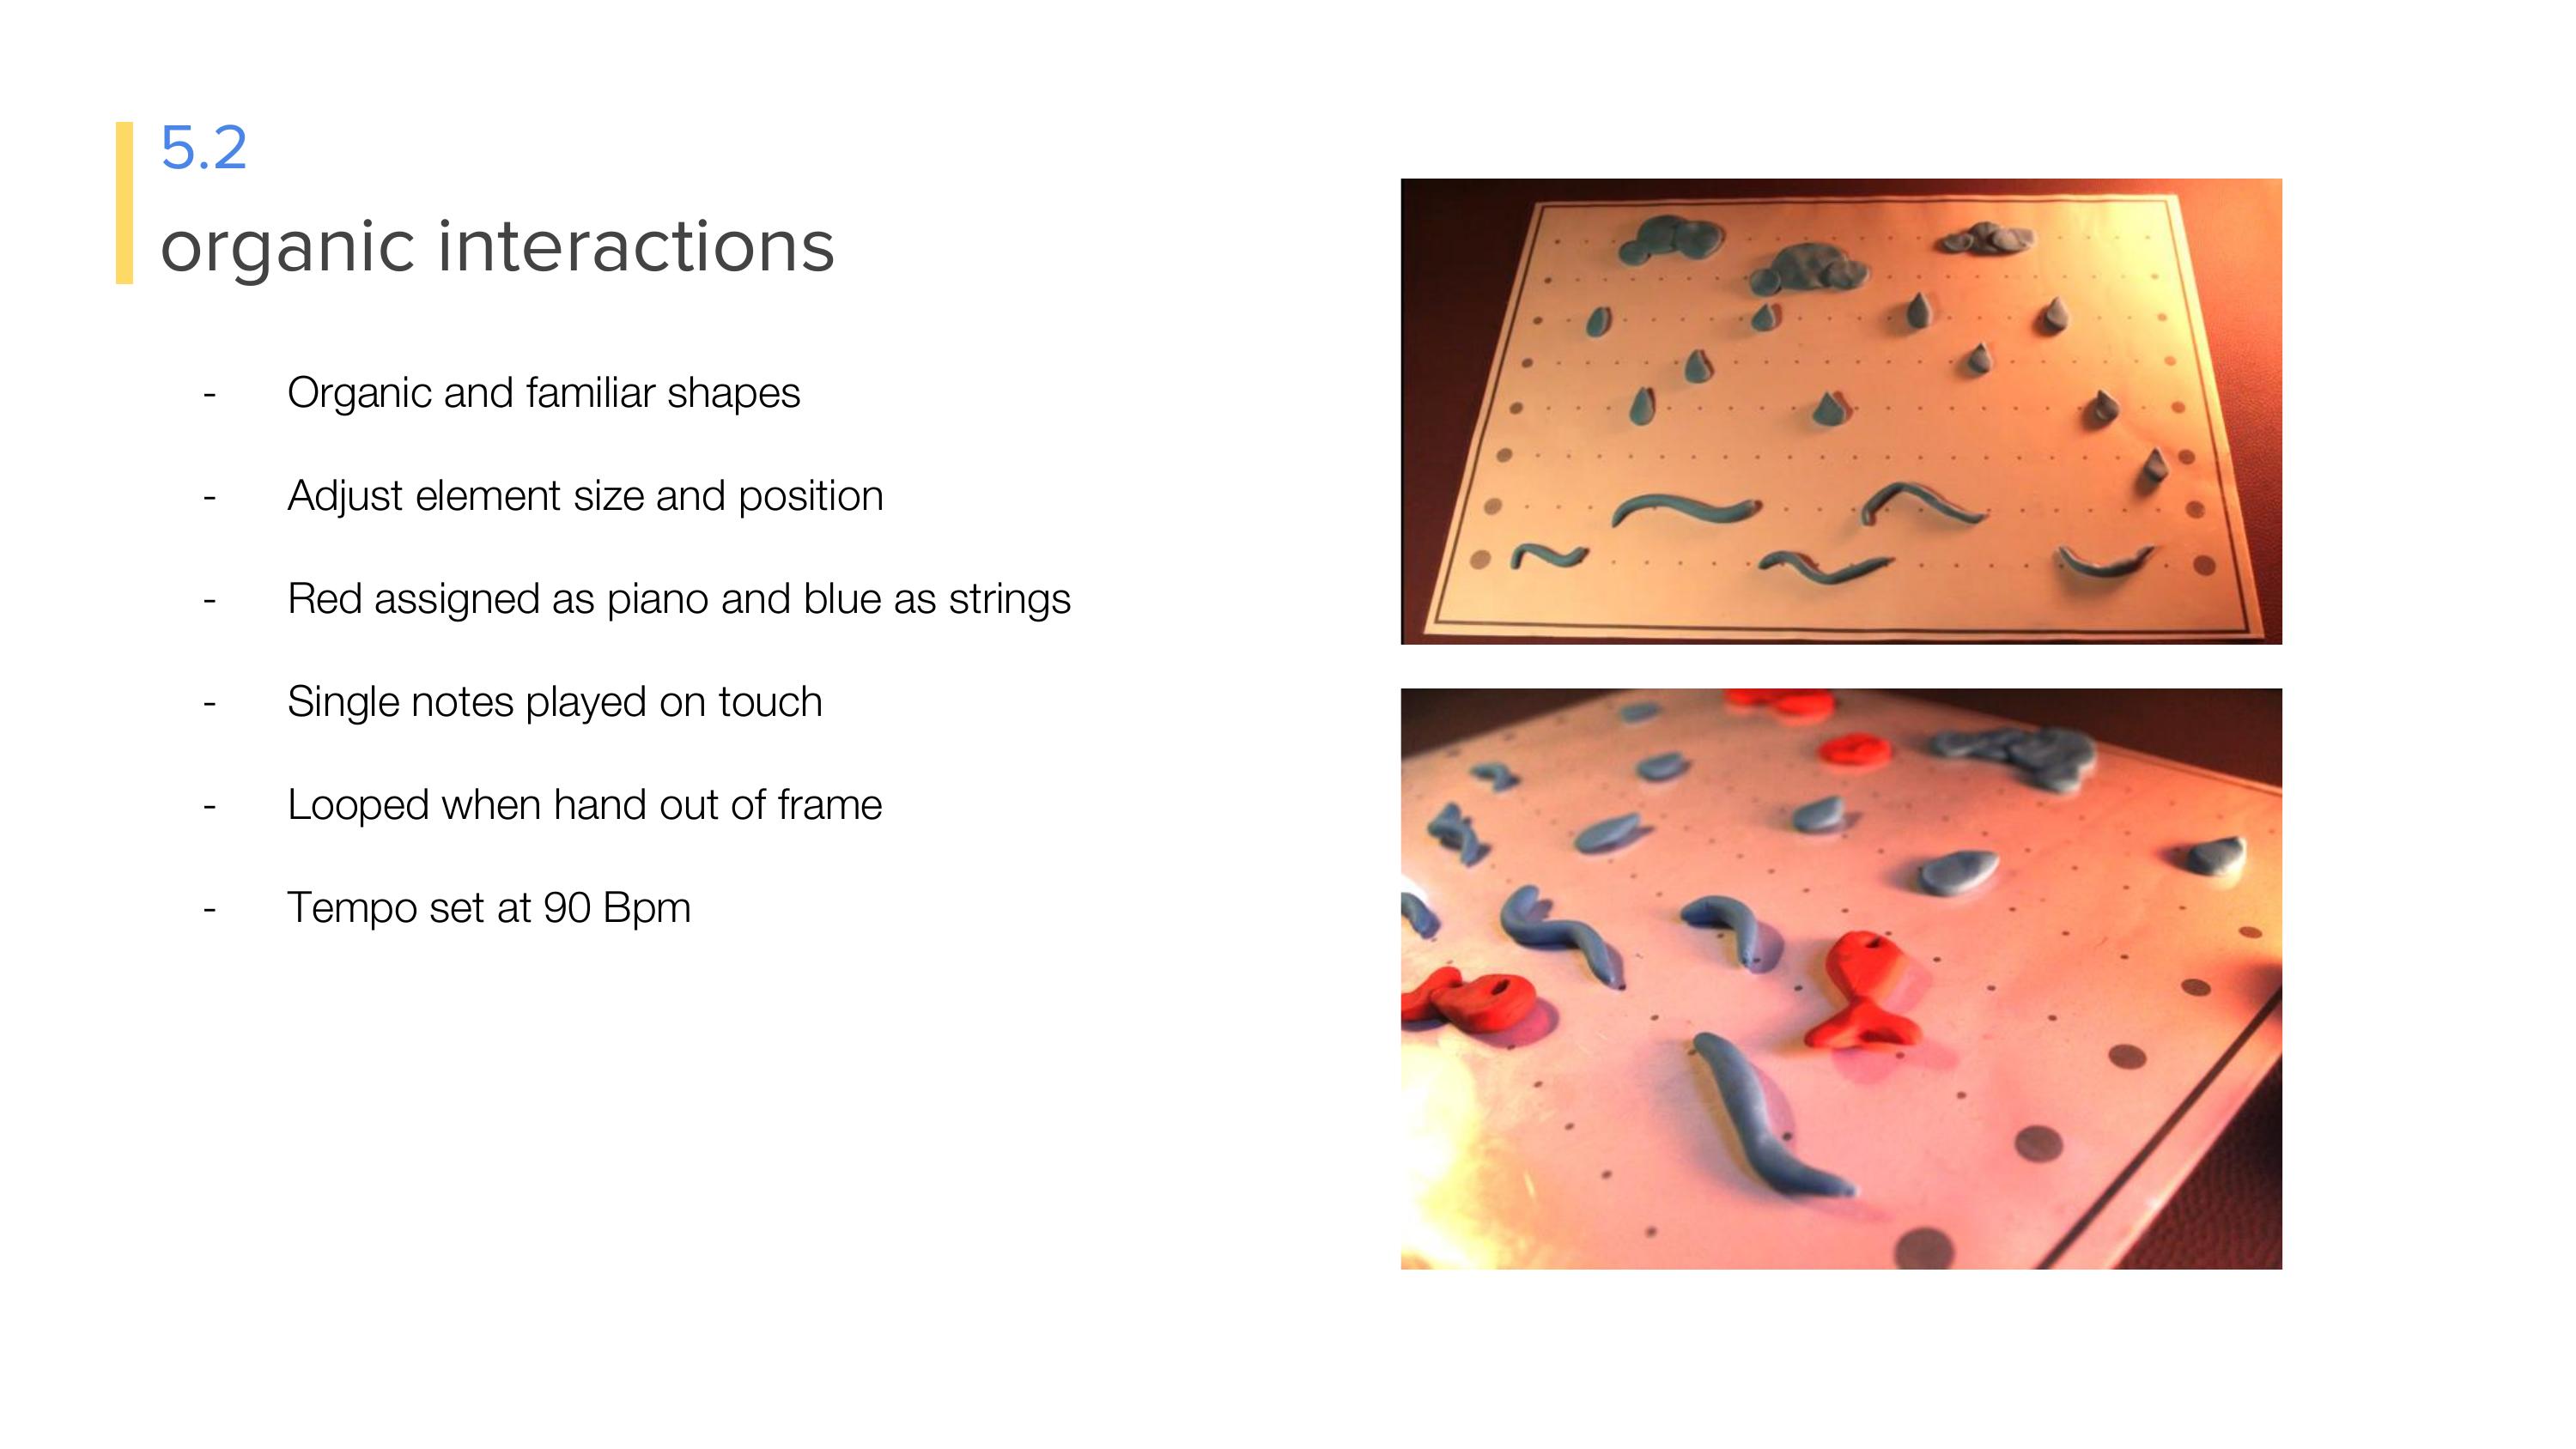 5.2
organic interactions
- Organic and familiar shapes
- Adjust element size and position
- Red assigned as piano and blue as strings
- Single notes played on touch
- Looped when hand out of frame
- Tempo set at 90 Bpm